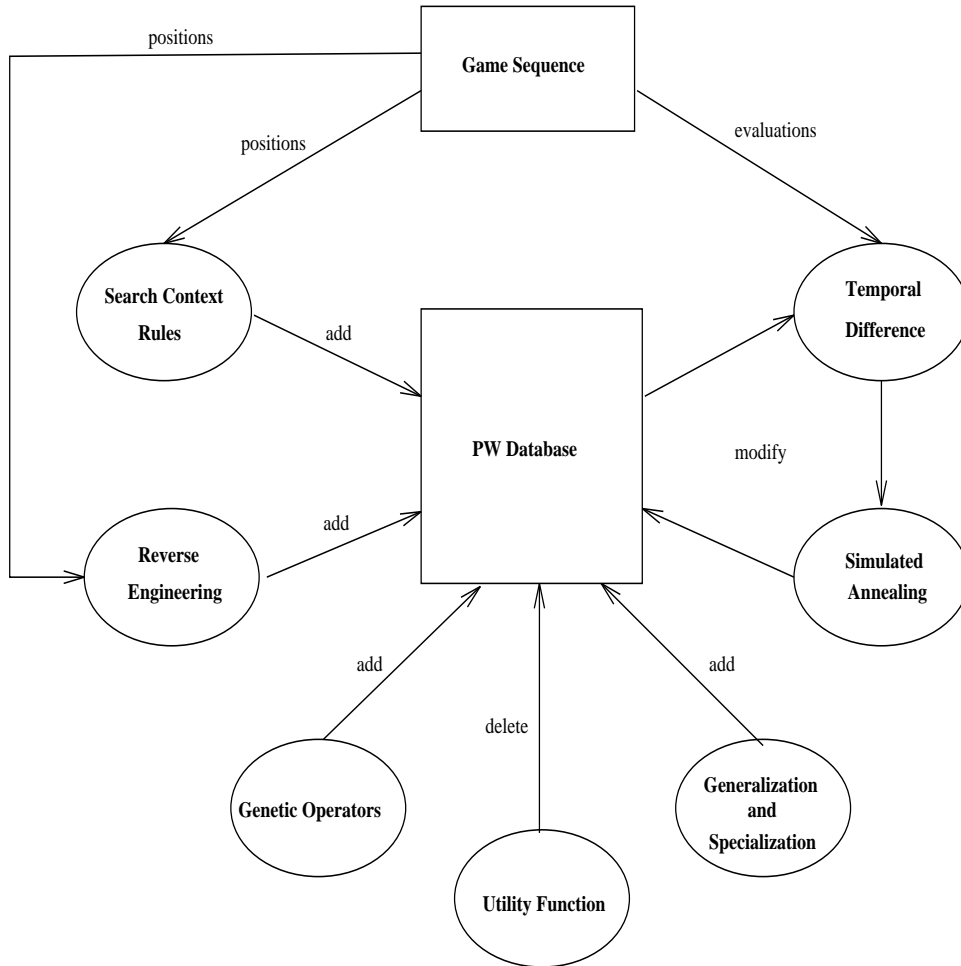 positions
Game Sequence
positions
evaluations
Search Context
Rules
Temporal
Difference
add
PW Database
modify
add
Reverse
Engineering
Simulated
Annealing
add
add
delete
Genetic Operators
Generalization
and
Specialization
Utility Function